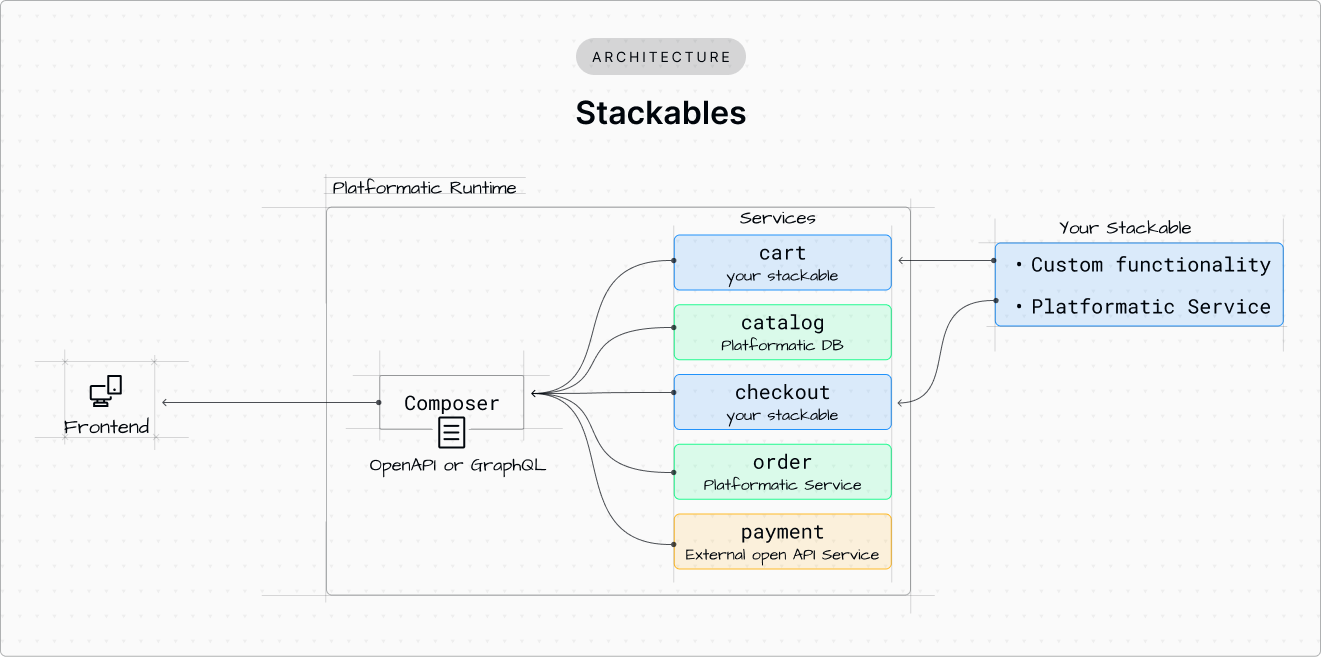 ARCHITECTURE
Stackables
Platformatic Runtime
Services
Your Stackable
cart
your stackable
• Custom functionality
• Platformatic Service
catalog
Platformatic DB
checkout
your stackable
Composer
OpenAPI or GraphQL
Frontend
order
Platformatic Service
payment
External open API Service